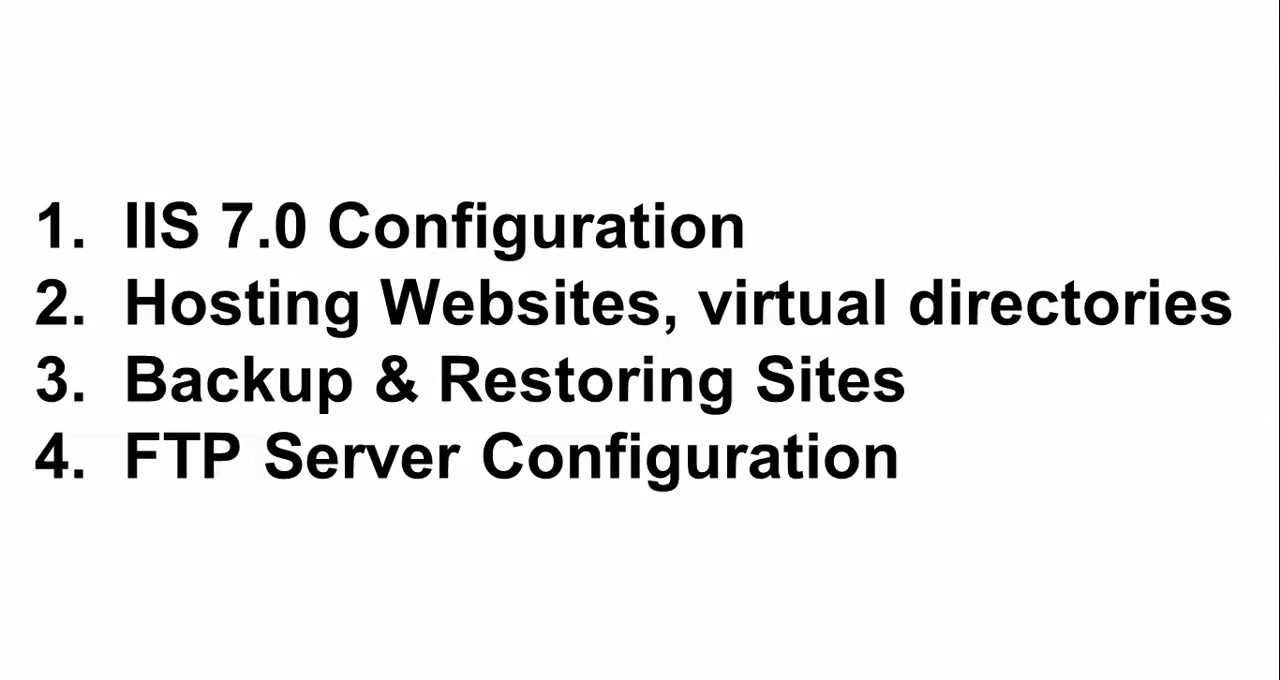 1. IIS 7.0 Configuration
2. Hosting Websites, virtual directories
3. Backup & Restoring Sites
4. FTP Server Configuration